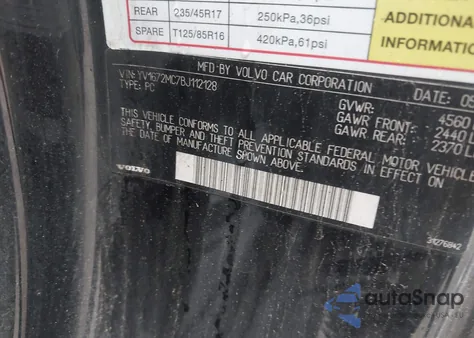 REAR 235/45R17 250kPa,36psi
SPARE T125/85R16 420kPa,61psi
ADDITIONAL
INFORMATION
MFD BY VOLVO CAR CORPORATION
VIN: YV1672MC7BJ112128
TYPE: PC
DATE: 0
GVWR: 4560
GAWR FRONT: 2440
GAWR REAR: 2370 L
THIS VEHICLE CONFORMS TO ALL APPLICABLE FEDERAL MOTOR VEHICLE
SAFETY, BUMPER AND THEFT PREVENTION STANDARDS IN EFFECT ON
THE DATE OF MANUFACTURE SHOWN ABOVE.
VOLVO
31276842
autoSnap